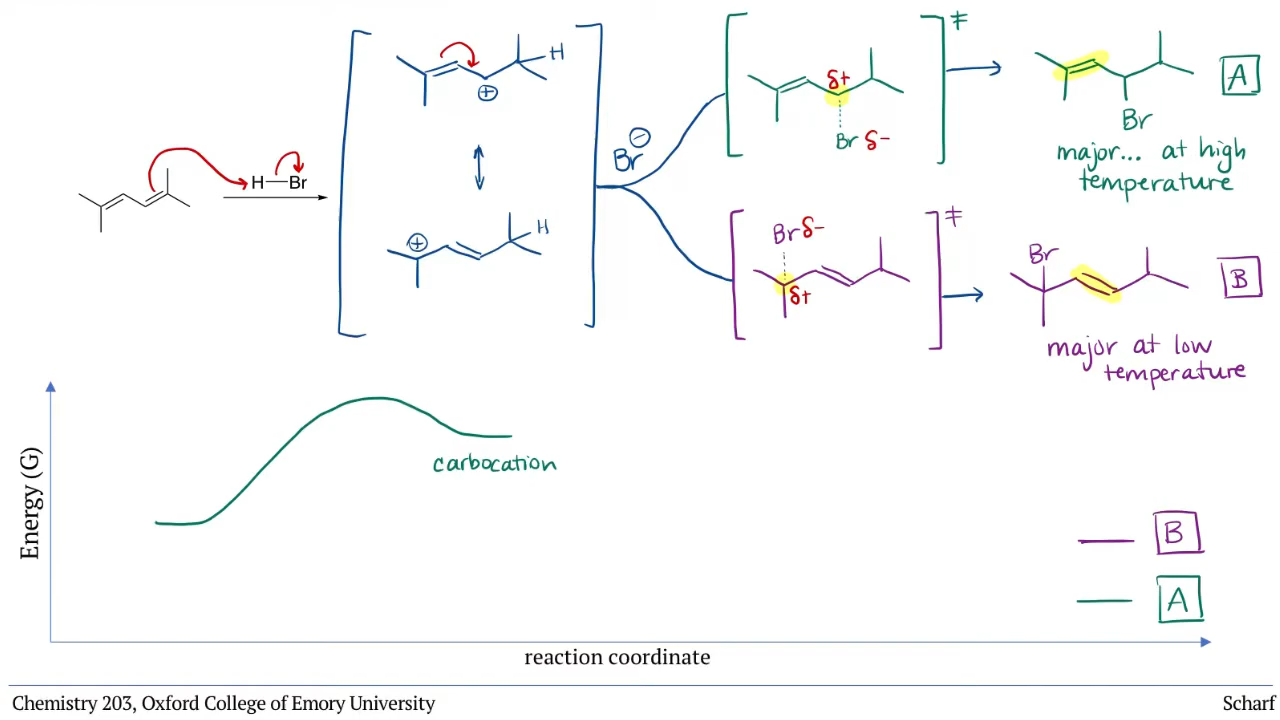 H
⊕
H—Br
⊕
H
Br⊖
δ+
Br δ−
‡
Br
A
major... at high
temperature
Br δ−
δ+
‡
Br
B
major at low
temperature
Energy (G)
carbocation
B
A
reaction coordinate
Chemistry 203, Oxford College of Emory University
Scharf